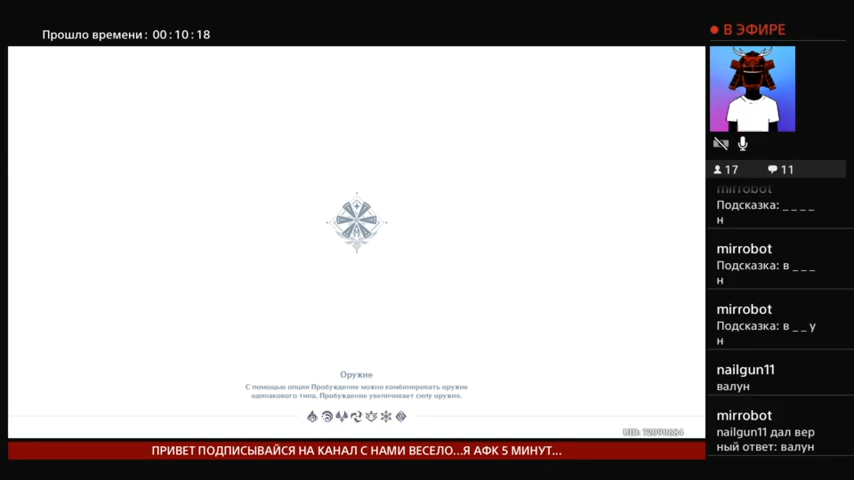 Прошло времени: 00:10:18
В ЭФИРЕ
17
11
mirrobot
Подсказка: _ _ _ _
н
mirrobot
Подсказка: в _ _ _
н
mirrobot
Подсказка: в _ _ у
н
nailgun11
валун
mirrobot
nailgun11 дал вер
ный ответ: валун
Оружие
С помощью опции Пробуждение можно комбинировать оружие
одинакового типа. Пробуждение увеличивает силу оружия.
ПРИВЕТ ПОДПИСЫВАЙСЯ НА КАНАЛ С НАМИ ВЕСЕЛО...Я АФК 5 МИНУТ...